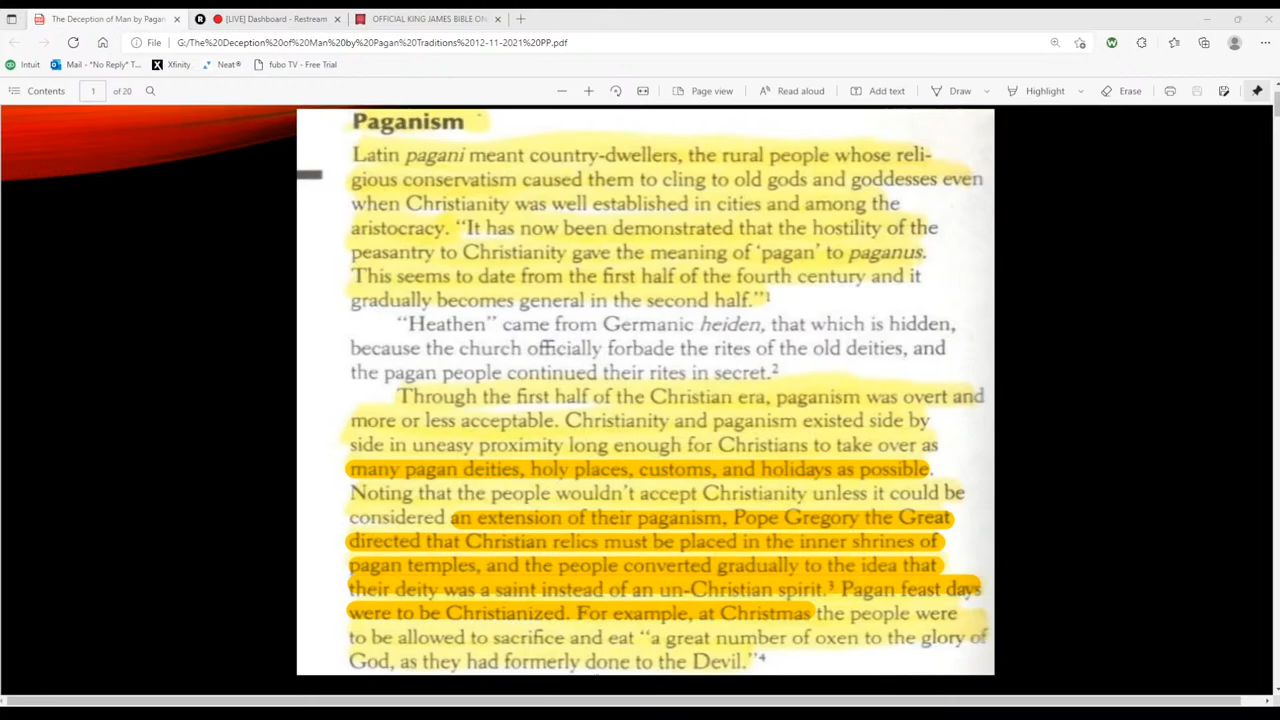 The Deception of Man by Pagan
[LIVE] Dashboard - Restream
OFFICIAL KING JAMES BIBLE ON
File
G:/The%20Deception%20of%20Man%20by%20Pagan%20Traditions%2012-11-2021%20PP.pdf
Intuit
Mail - "No Reply" T...
Xfinity
Neat®
fubo TV - Free Trial
Contents
1
of 20
Page view
Read aloud
Add text
Draw
Highlight
Erase
Paganism
Latin pagani meant country-dwellers, the rural people whose reli-
gious conservatism caused them to cling to old gods and goddesses even
when Christianity was well established in cities and among the
aristocracy. “It has now been demonstrated that the hostility of the
peasantry to Christianity gave the meaning of ‘pagan’ to paganus.
This seems to date from the first half of the fourth century and it
gradually becomes general in the second half.”1
“Heathen” came from Germanic heiden, that which is hidden,
because the church officially forbade the rites of the old deities, and
the pagan people continued their rites in secret.2
Through the first half of the Christian era, paganism was overt and
more or less acceptable. Christianity and paganism existed side by
side in uneasy proximity long enough for Christians to take over as
many pagan deities, holy places, customs, and holidays as possible.
Noting that the people wouldn’t accept Christianity unless it could be
considered an extension of their paganism, Pope Gregory the Great
directed that Christian relics must be placed in the inner shrines of
pagan temples, and the people converted gradually to the idea that
their deity was a saint instead of an un-Christian spirit.3 Pagan feast days
were to be Christianized. For example, at Christmas the people were
to be allowed to sacrifice and eat “a great number of oxen to the glory of
God, as they had formerly done to the Devil.”4